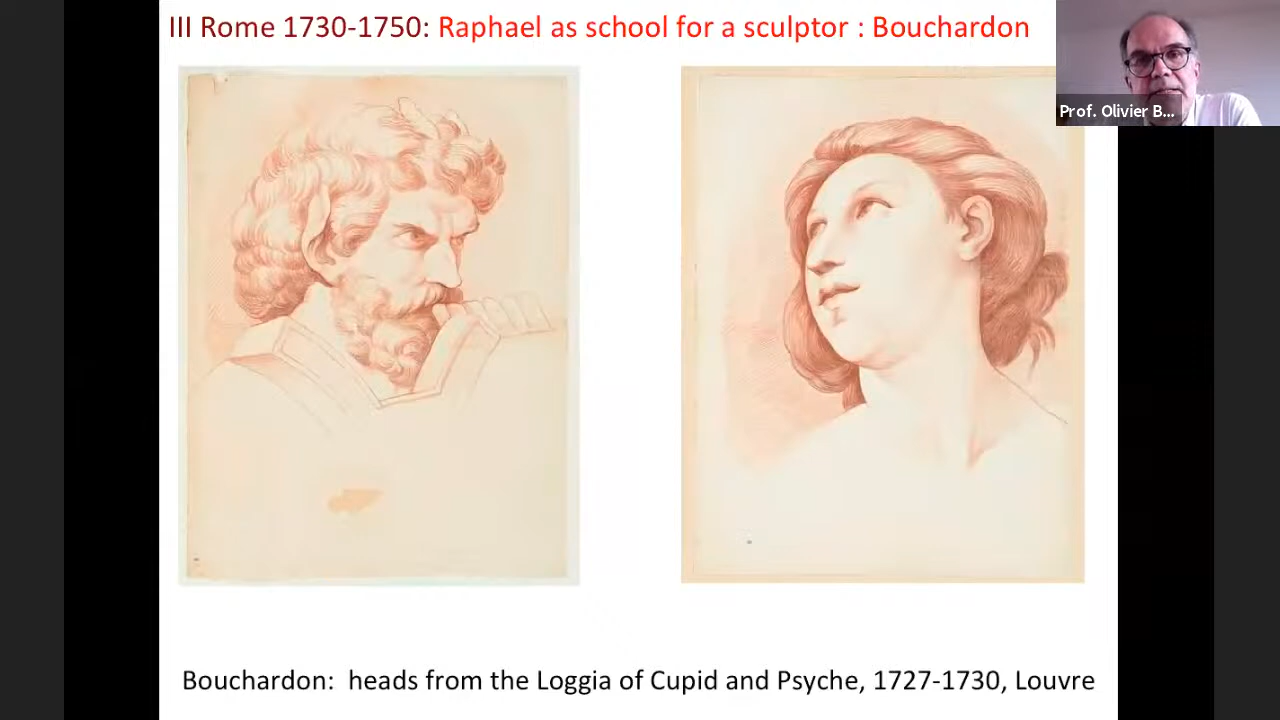 III Rome 1730-1750: Raphael as school for a sculptor : Bouchardon
Prof. Olivier B...
Bouchardon:  heads from the Loggia of Cupid and Psyche, 1727-1730, Louvre